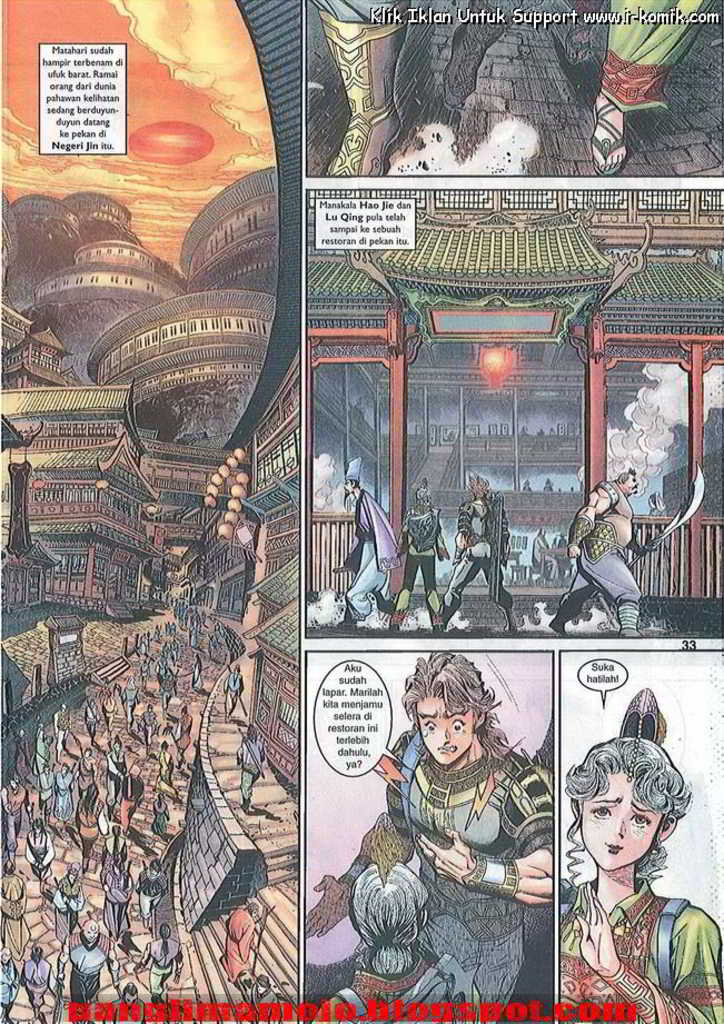 Klik Iklan Untuk Support www.i-komik.com
Matahari sudah
hampir terbenam di
ufuk barat. Ramai
orang dari dunia
pahawan kelihatan
sedang berduyun-
duyun datang
ke pekan di
Negeri Jin itu.
Manakala Hao Jie dan
Lu Qing pula telah
sampai ke sebuah
restoran di pekan itu.
33
Aku
sudah
lapar. Marilah
kita menjamu
selera di
restoran ini
terlebih
dahulu,
ya?
Suka
hatilah!
panglimamojo.blogspot.com